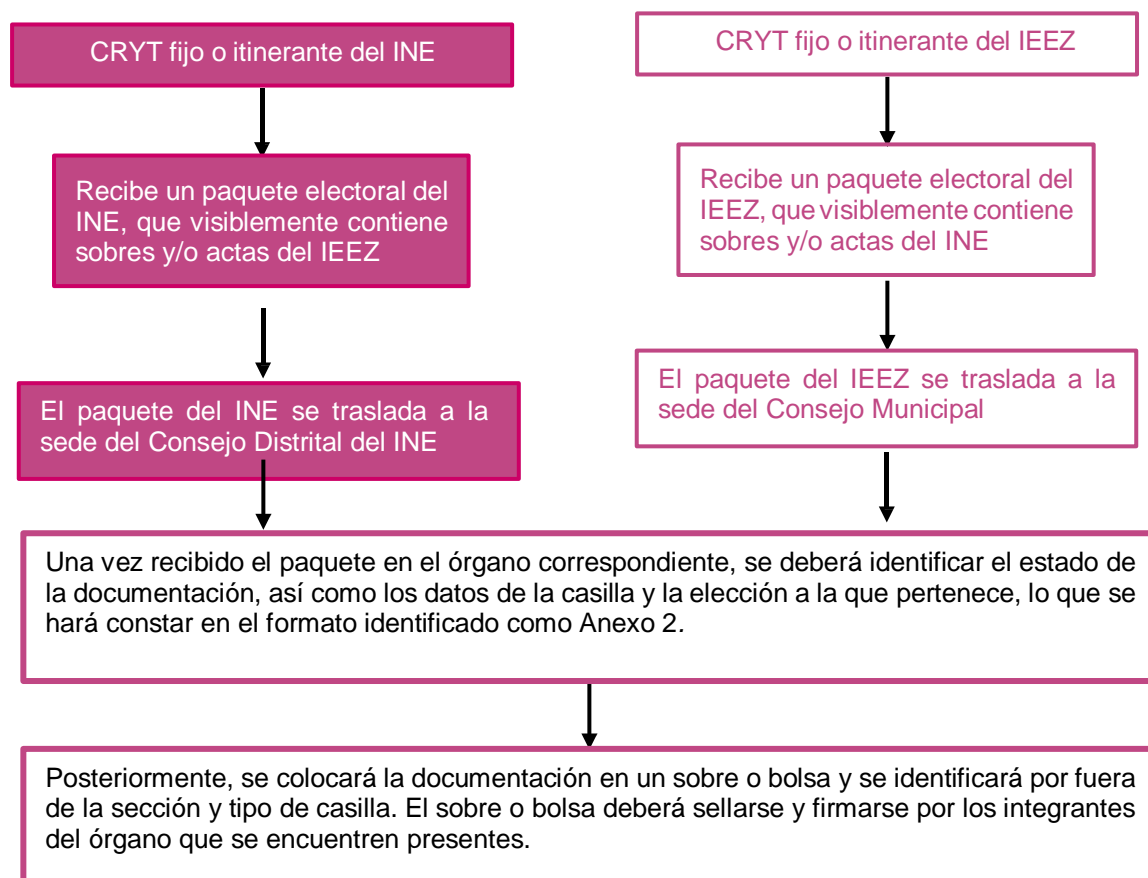 CRYT fijo o itinerante del INE
CRYT fijo o itinerante del IEEZ
Recibe un paquete electoral del
INE, que visiblemente contiene
sobres y/o actas del IEEZ
Recibe un paquete electoral del
IEEZ, que visiblemente contiene
sobres y/o actas del INE
El paquete del INE se traslada a la
sede del Consejo Distrital del INE
El paquete del IEEZ se traslada a la
sede del Consejo Municipal
Una vez recibido el paquete en el órgano correspondiente, se deberá identificar el estado de
la documentación, así como los datos de la casilla y la elección a la que pertenece, lo que se
hará constar en el formato identificado como Anexo 2.
Posteriormente, se colocará la documentación en un sobre o bolsa y se identificará por fuera
de la sección y tipo de casilla. El sobre o bolsa deberá sellarse y firmarse por los integrantes
del órgano que se encuentren presentes.